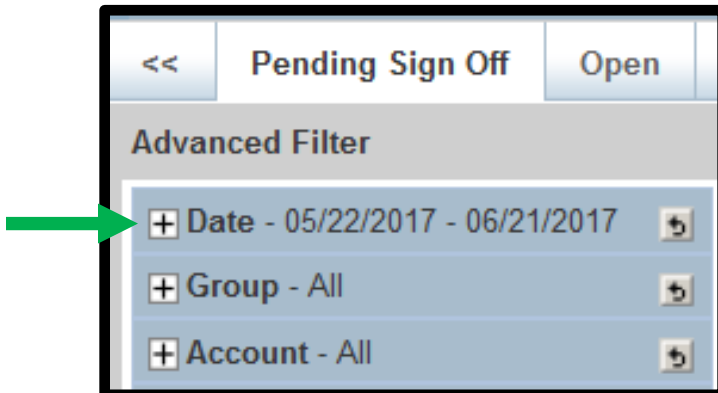 << Pending Sign Off Open
Advanced Filter
Date - 05/22/2017 - 06/21/2017
Group - All
Account - All